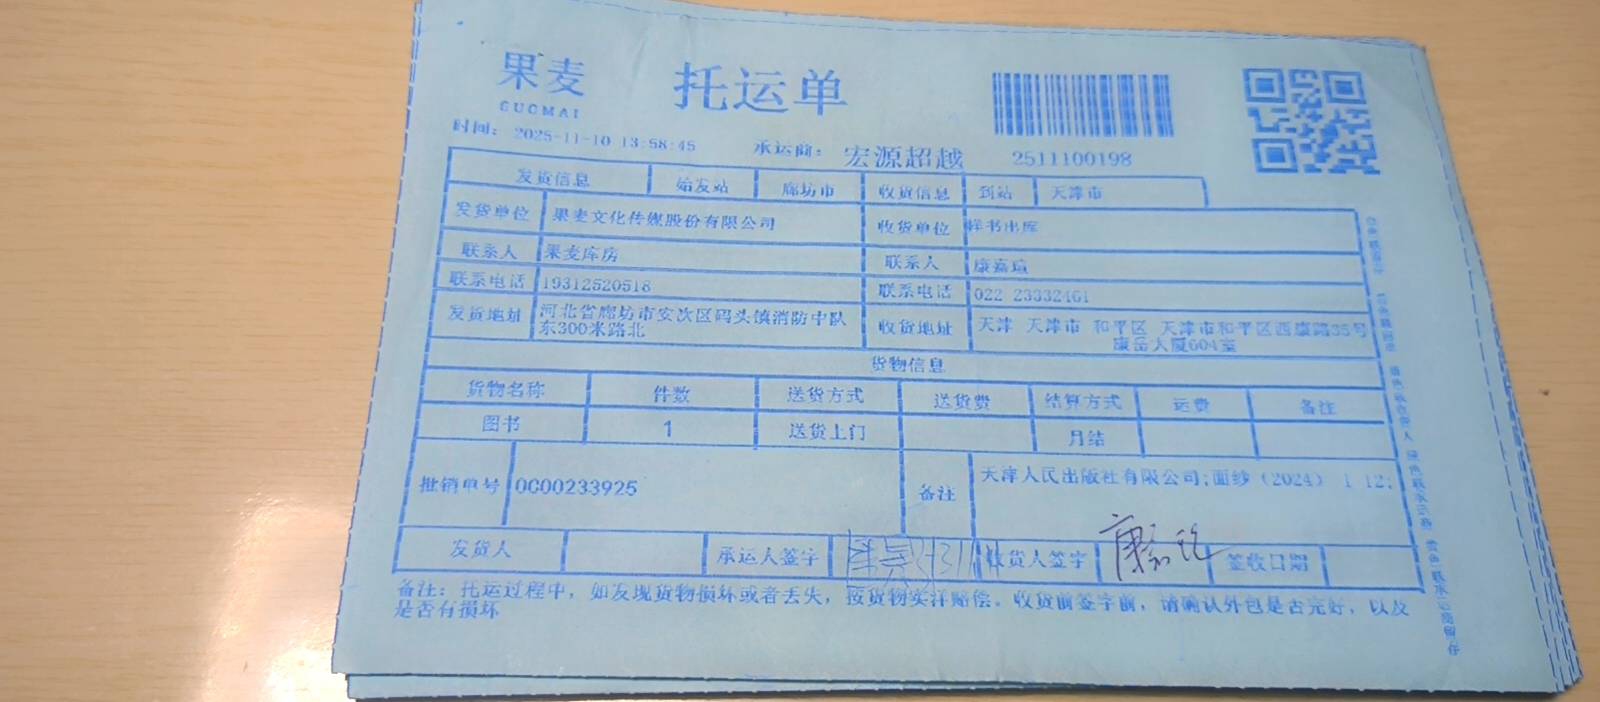 果麦
GUOMAI
托运单
时间： 2025-11-10 13:58:45 承运商： 宏源超越 2511100198
发货信息 始发站 廊坊市 收货信息 到站 天津市
发货单位 果麦文化传媒股份有限公司 收货单位 样书出库
联系人 果麦库房 联系人 康嘉瑄
联系电话 19312520518 联系电话 022 23332461
发货地址 河北省廊坊市安次区码头镇消防中队 收货地址 天津 天津市 和平区 天津市和平区西康路35号
东300米路北 康岳大厦604室
货物信息
货物名称 件数 送货方式 送货费 结算方式 运费 备注
图书 1 送货上门 月结
批销单号 0C00233925 备注 天津人民出版社有限公司;面纱（2024） 1 12;
发货人 承运人签字 收货人签字 签收日期
备注：托运过程中，如发现货物损坏或者丢失，按货物实洋赔偿。收货前签字前，请确认外包是否完好，以及
是否有损坏